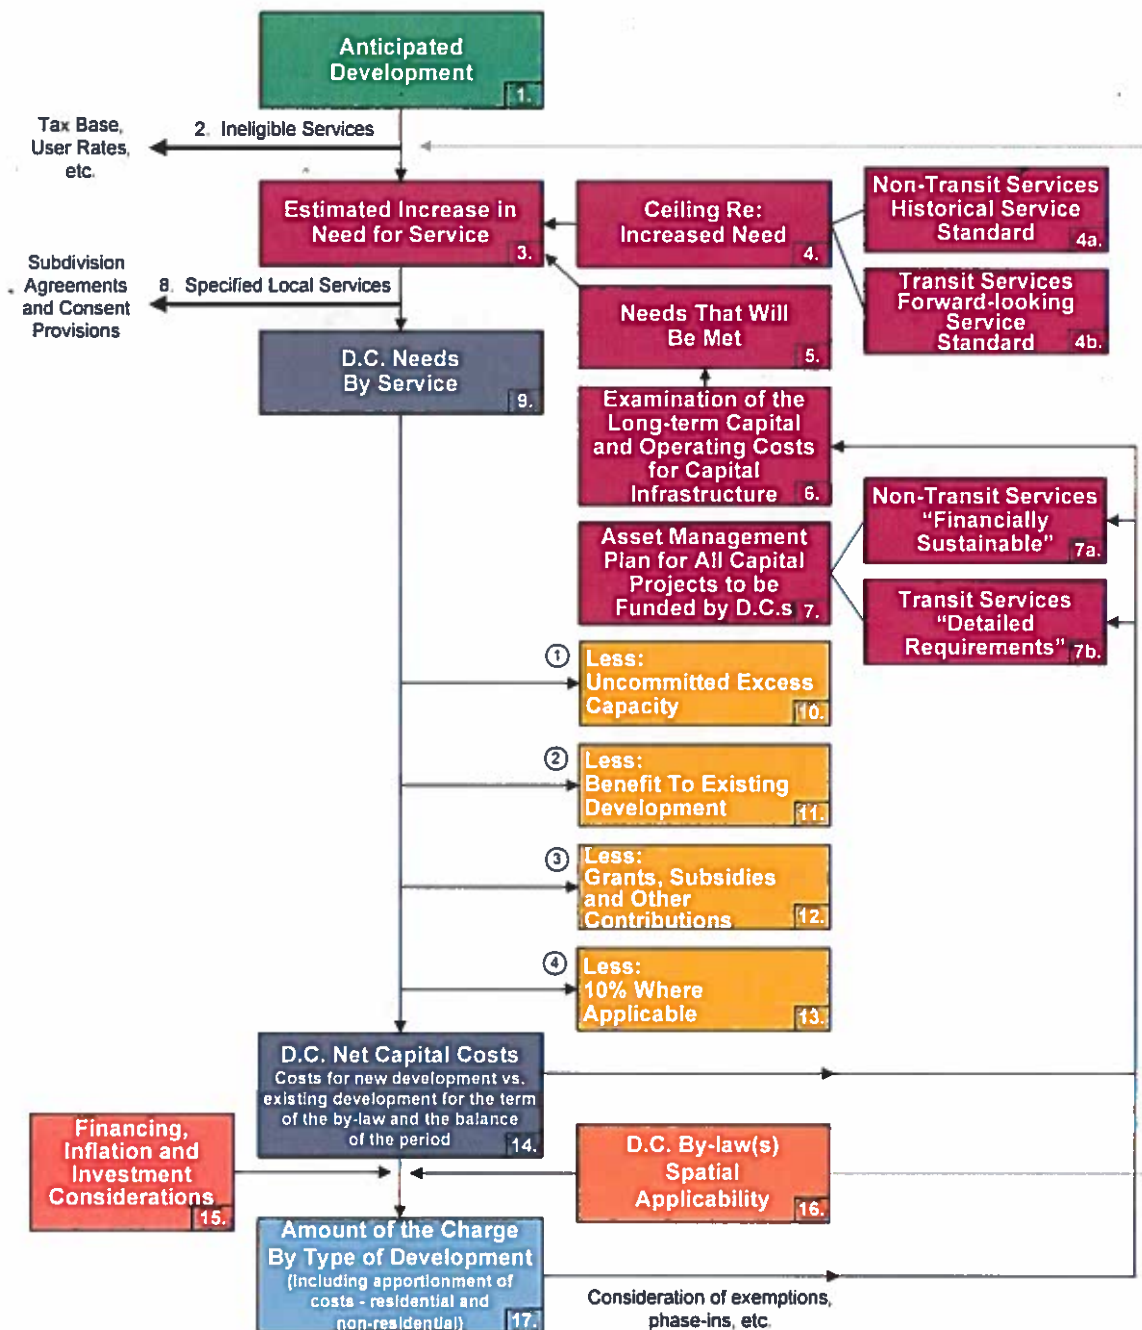 Anticipated
Development
1.
2. Ineligible Services
Tax Base,
User Rates,
etc.
Estimated Increase in
Need for Service
3.
Ceiling Re:
Increased Need
4.
Non-Transit Services
Historical Service
Standard
4a.
Transit Services
Forward-looking
Service
Standard
4b.
Subdivision
Agreements
and Consent
Provisions
8. Specified Local Services
Needs That Will
Be Met
5.
D.C. Needs
By Service
9.
Examination of the
Long-term Capital
and Operating Costs
for Capital
Infrastructure
6.
Asset Management
Plan for All Capital
Projects to be
Funded by D.C.s
7.
Non-Transit Services
“Financially
Sustainable”
7a.
Transit Services
“Detailed
Requirements”
7b.
1
Less:
Uncommitted Excess
Capacity
10.
2
Less:
Benefit To Existing
Development
11.
3
Less:
Grants, Subsidies
and Other
Contributions
12.
4
Less:
10% Where
Applicable
13.
D.C. Net Capital Costs
Costs for new development vs.
existing development for the term
of the by-law and the balance
of the period
14.
Financing,
Inflation and
Investment
Considerations
15.
D.C. By-law(s)
Spatial
Applicability
16.
Amount of the Charge
By Type of Development
(including apportionment of
costs - residential and
non-residential)
17.
Consideration of exemptions,
phase-ins, etc.